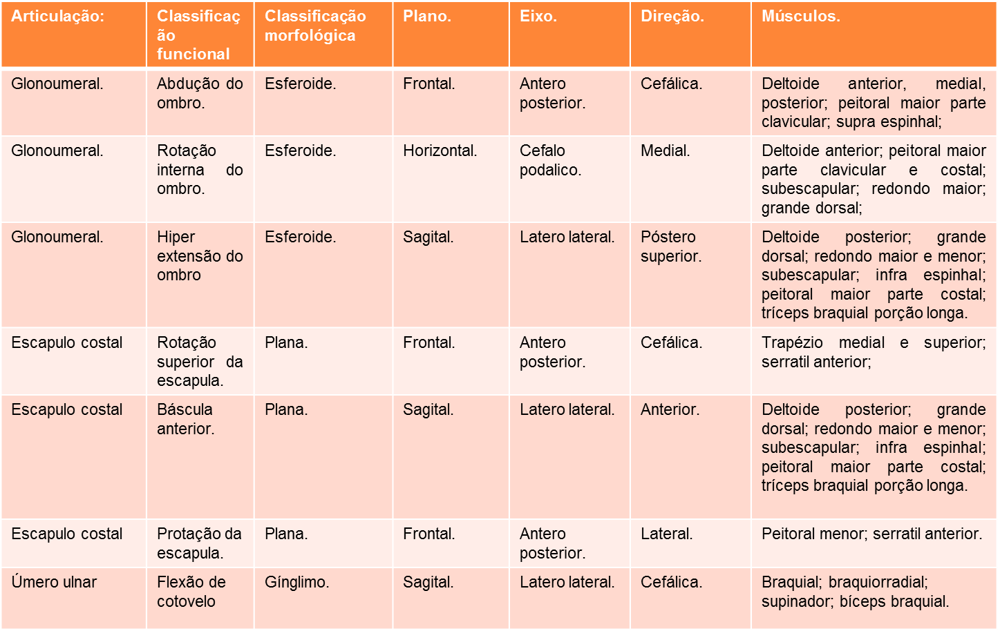 Articulação:
Classificaç
ão
funcional
Classificação
morfológica
Plano.
Eixo.
Direção.
Músculos.
Glonoumeral.
Abdução do
ombro.
Esferoide.
Frontal.
Antero
posterior.
Cefálica.
Deltoide anterior, medial,
posterior; peitoral maior parte
clavicular; supra espinhal;
Glonoumeral.
Rotação
interna do
ombro.
Esferoide.
Horizontal.
Cefalo
podalico.
Medial.
Deltoide anterior; peitoral maior
parte clavicular e costal;
subescapular; redondo maior;
grande dorsal;
Glonoumeral.
Hiper
extensão do
ombro
Esferoide.
Sagital.
Latero lateral.
Póstero
superior.
Deltoide posterior; grande
dorsal; redondo maior e menor;
subescapular; infra espinhal;
peitoral maior parte costal;
tríceps braquial porção longa.
Escapulo costal
Rotação
superior da
escapula.
Plana.
Frontal.
Antero
posterior.
Cefálica.
Trapézio medial e superior;
serratil anterior;
Escapulo costal
Báscula
anterior.
Plana.
Sagital.
Latero lateral.
Anterior.
Deltoide posterior; grande
dorsal; redondo maior e menor;
subescapular; infra espinhal;
peitoral maior parte costal;
tríceps braquial porção longa.
Escapulo costal
Protação da
escapula.
Plana.
Frontal.
Antero
posterior.
Lateral.
Peitoral menor; serratil anterior.
Úmero ulnar
Flexão de
cotovelo
Gínglimo.
Sagital.
Latero lateral.
Cefálica.
Braquial; braquiorradial;
supinador; bíceps braquial.